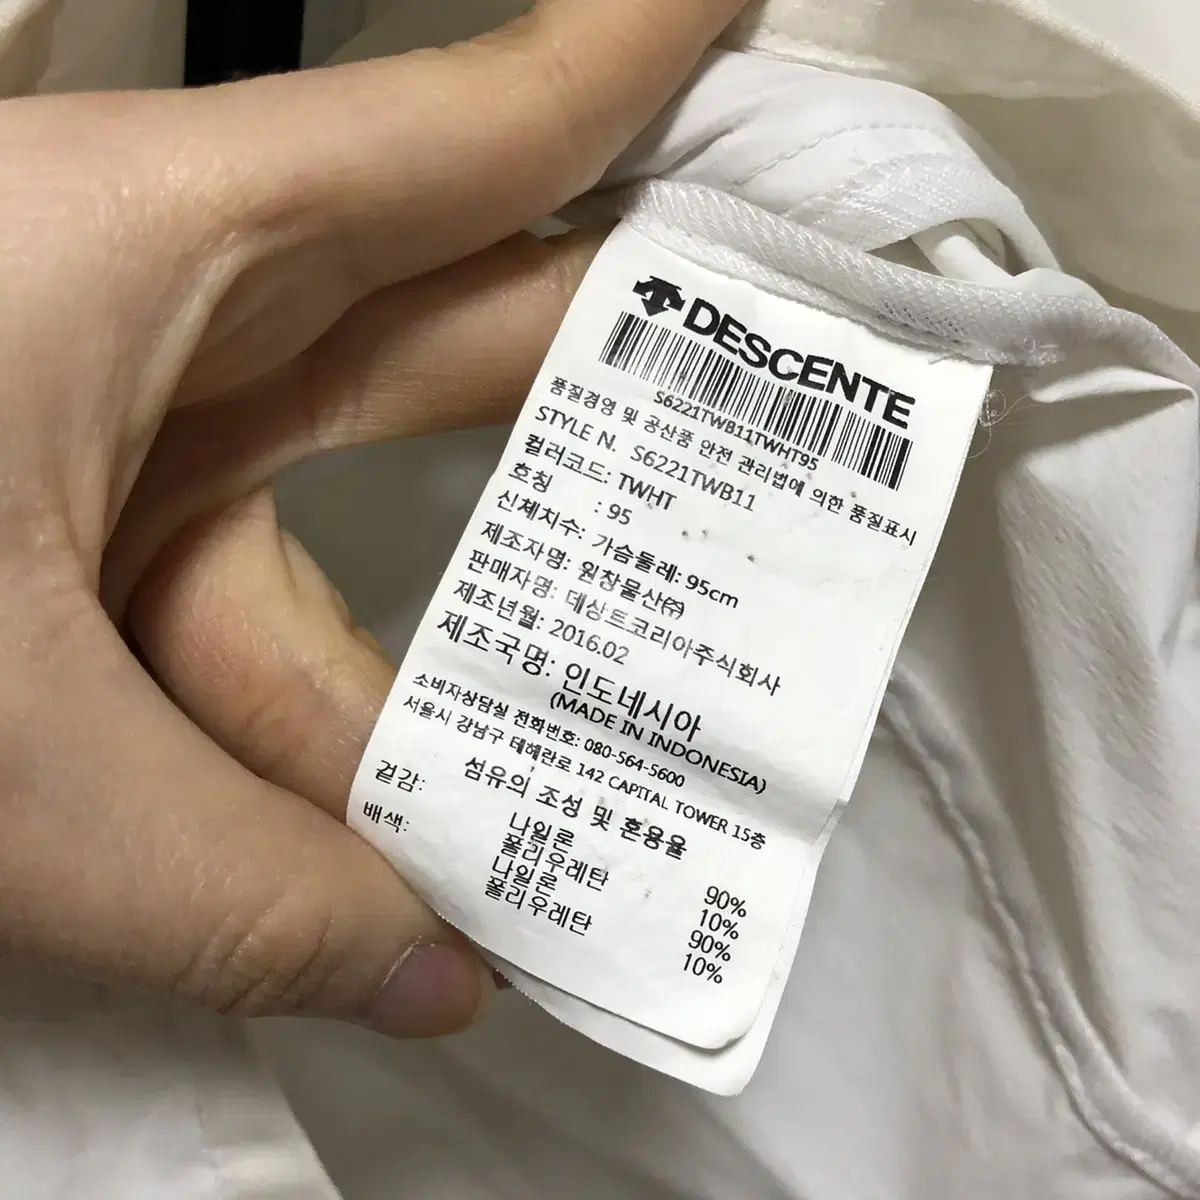 DESCENTE
S6221TWB11TWHT95
품질경영 및 공산품 안전 관리법에 의한 품질표시
STYLE N. S6221TWB11
컬러코드: TWHT
호칭 : 95
신체치수: 가슴둘레: 95cm
제조자명: 원창물산㈜
판매자명: 데상트코리아주식회사
제조년월: 2016.02
제조국명: 인도네시아
(MADE IN INDONESIA)
소비자상담실 전화번호: 080-564-5600
서울시 강남구 테헤란로 142 CAPITAL TOWER 15층
섬유의 조성 및 혼용율
겉감: 나일론 90%
폴리우레탄 10%
배색: 나일론 90%
폴리우레탄 10%